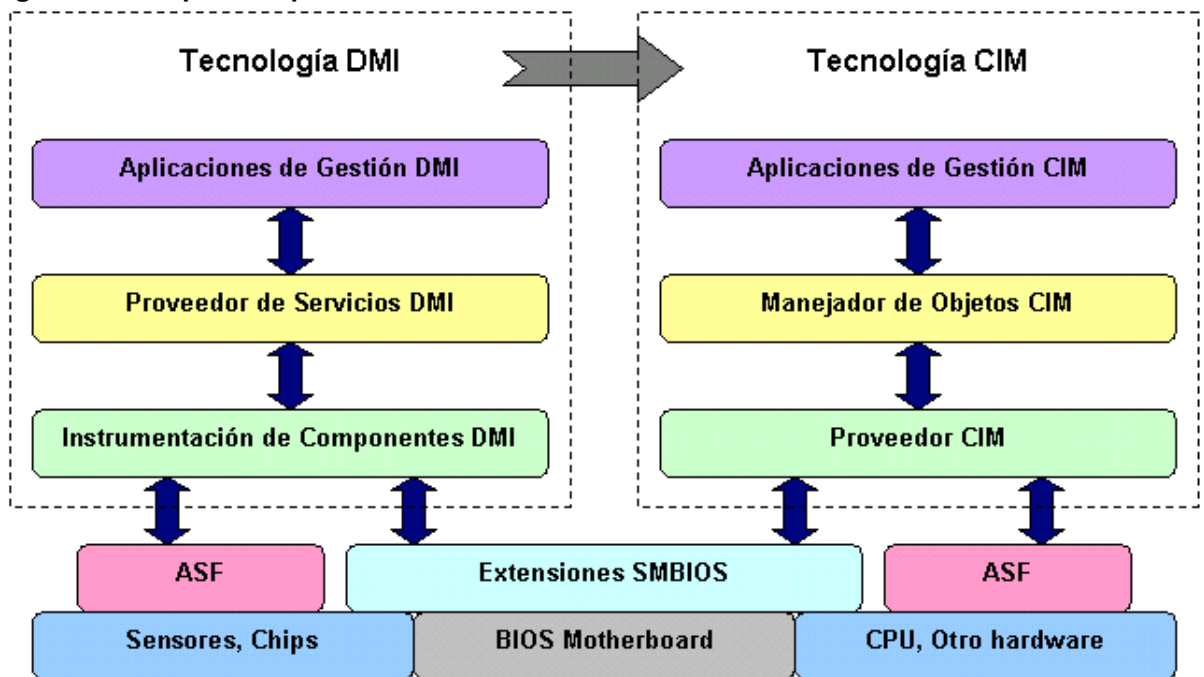 Tecnología DMI
Tecnología CIM
Aplicaciones de Gestión DMI
Aplicaciones de Gestión CIM
Proveedor de Servicios DMI
Manejador de Objetos CIM
Instrumentación de Componentes DMI
Proveedor CIM
ASF
Extensiones SMBIOS
ASF
Sensores, Chips
BIOS Motherboard
CPU, Otro hardware